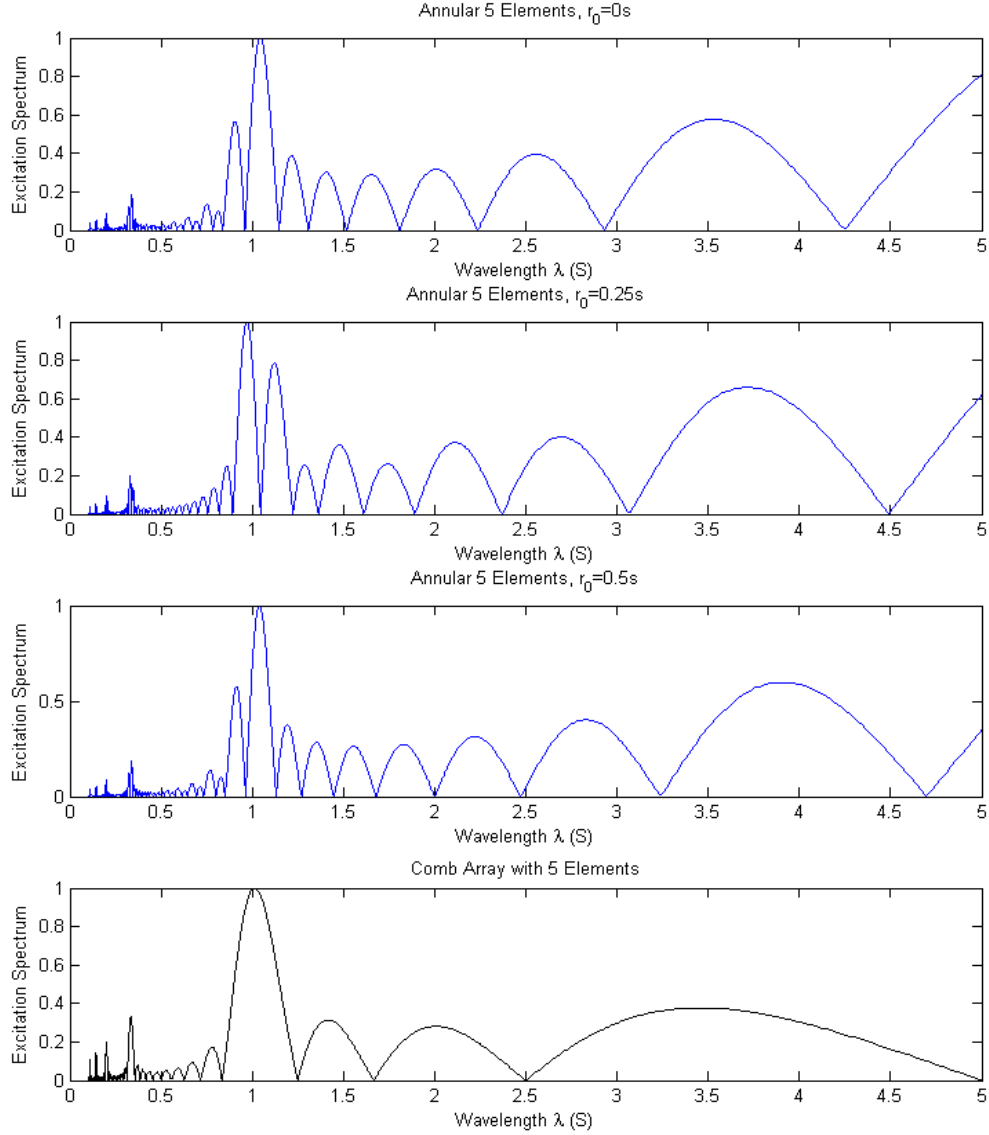 Annular 5 Elements, r₀=0s
Excitation Spectrum
1
0.8
0.6
0.4
0.2
0
0 0.5 1 1.5 2 2.5 3 3.5 4 4.5 5
Wavelength λ (S)
Annular 5 Elements, r₀=0.25s
Excitation Spectrum
1
0.8
0.6
0.4
0.2
0
0 0.5 1 1.5 2 2.5 3 3.5 4 4.5 5
Wavelength λ (S)
Annular 5 Elements, r₀=0.5s
Excitation Spectrum
1
0.5
0
0 0.5 1 1.5 2 2.5 3 3.5 4 4.5 5
Wavelength λ (S)
Comb Array with 5 Elements
Excitation Spectrum
1
0.8
0.6
0.4
0.2
0
0 0.5 1 1.5 2 2.5 3 3.5 4 4.5 5
Wavelength λ (S)